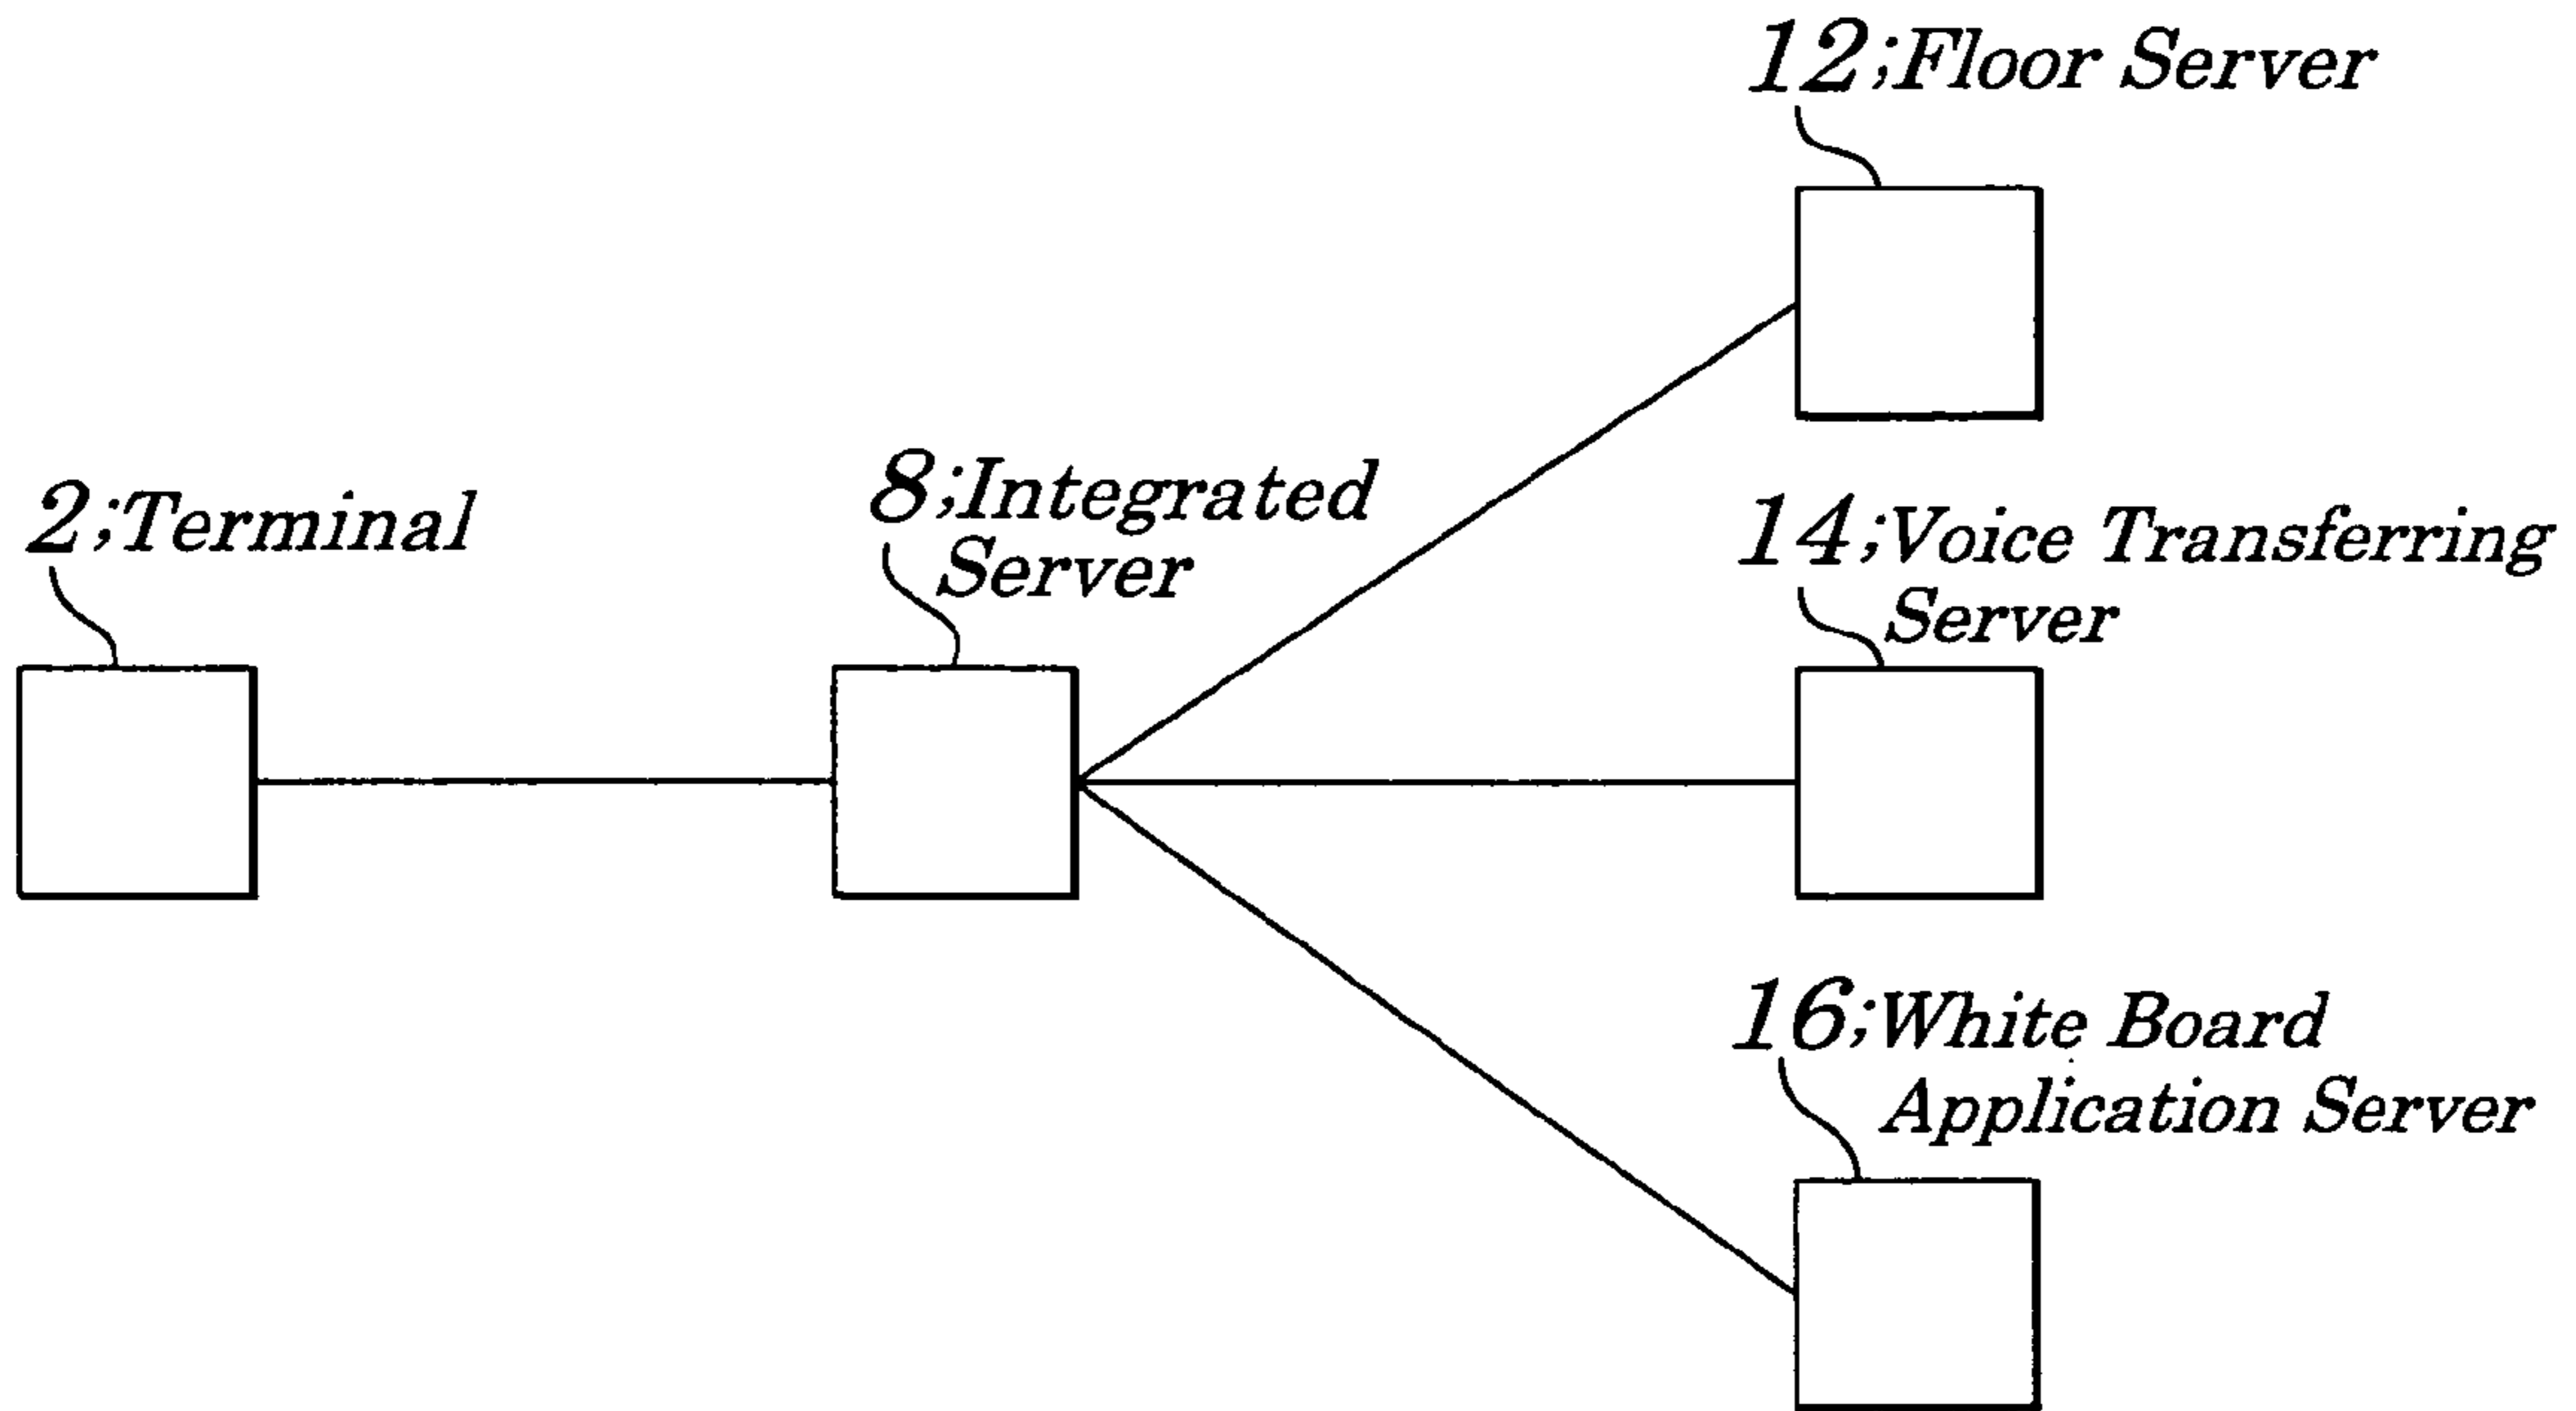 12;Floor Server
2;Terminal
8;Integrated
Server
14;Voice Transferring
Server
16;White Board
Application Server